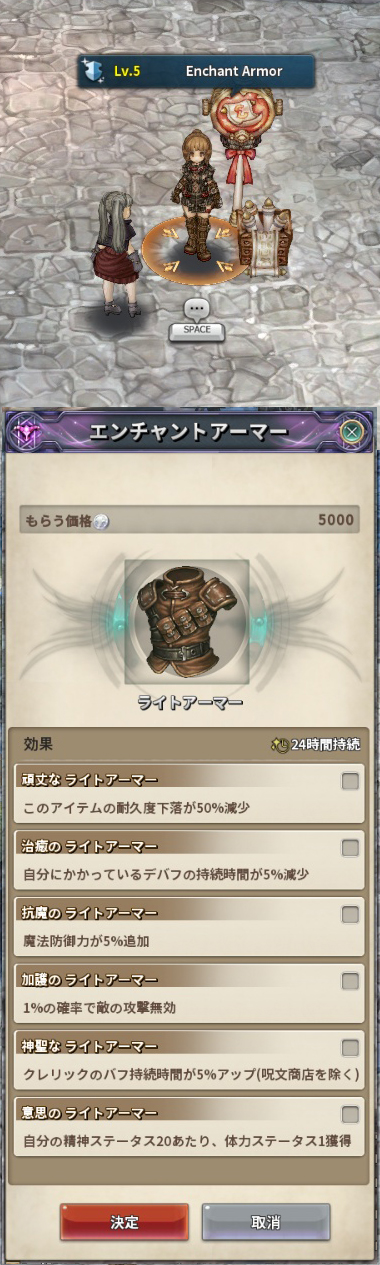 Lv.5 Enchant Armor
SPACE
エンチャントアーマー
もらう価格 5000
ライトアーマー
効果 24時間持続
頑丈な ライトアーマー
このアイテムの耐久度下落が50%減少
治癒の ライトアーマー
自分にかかっているデバフの持続時間が5%減少
抗魔の ライトアーマー
魔法防御力が5%追加
加護の ライトアーマー
1%の確率で敵の攻撃無効
神聖な ライトアーマー
クレリックのバフ持続時間が5%アップ(呪文商店を除く)
意思の ライトアーマー
自分の精神ステータス20あたり、体力ステータス1獲得
決定 取消